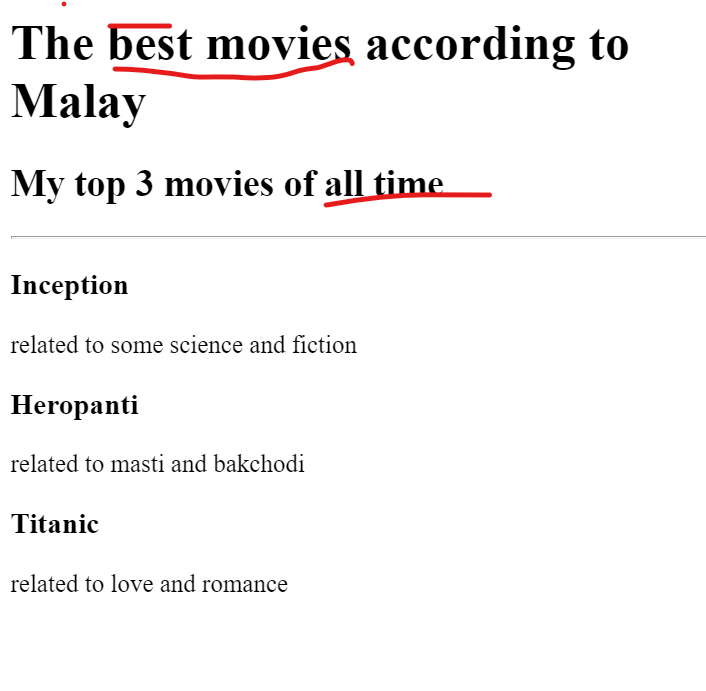 The best movies according to
Malay
My top 3 movies of all time
Inception
related to some science and fiction
Heropanti
related to masti and bakchodi
Titanic
related to love and romance